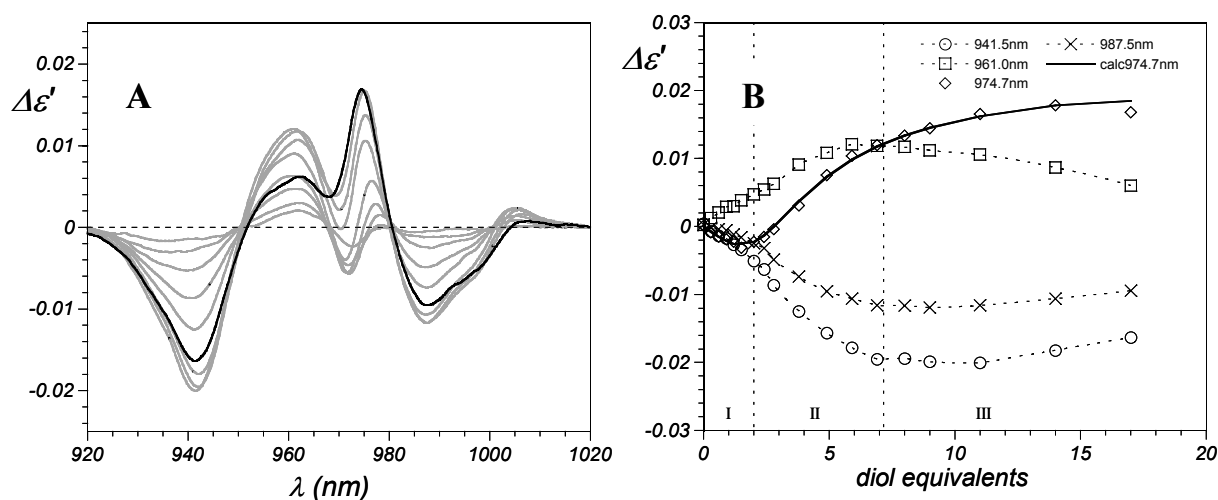 A
Δε'
0.02
0.01
0
-0.01
-0.02
920
940
960
980
1000
1020
λ (nm)
B
Δε'
0.03
0.02
0.01
0
-0.01
-0.02
-0.03
941.5nm
987.5nm
961.0nm
calc974.7nm
974.7nm
I
II
III
0
5
10
15
20
diol equivalents